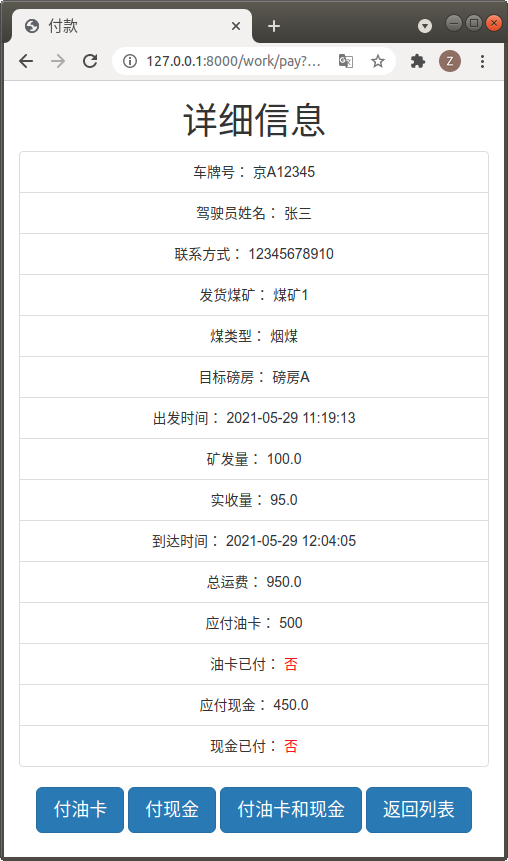 付款
127.0.0.1:8000/work/pay?...
Z
详细信息
车牌号： 京A12345
驾驶员姓名： 张三
联系方式： 12345678910
发货煤矿： 煤矿1
煤类型： 烟煤
目标磅房： 磅房A
出发时间： 2021-05-29 11:19:13
矿发量： 100.0
实收量： 95.0
到达时间： 2021-05-29 12:04:05
总运费： 950.0
应付油卡： 500
油卡已付： 否
应付现金： 450.0
现金已付： 否
付油卡 付现金 付油卡和现金 返回列表